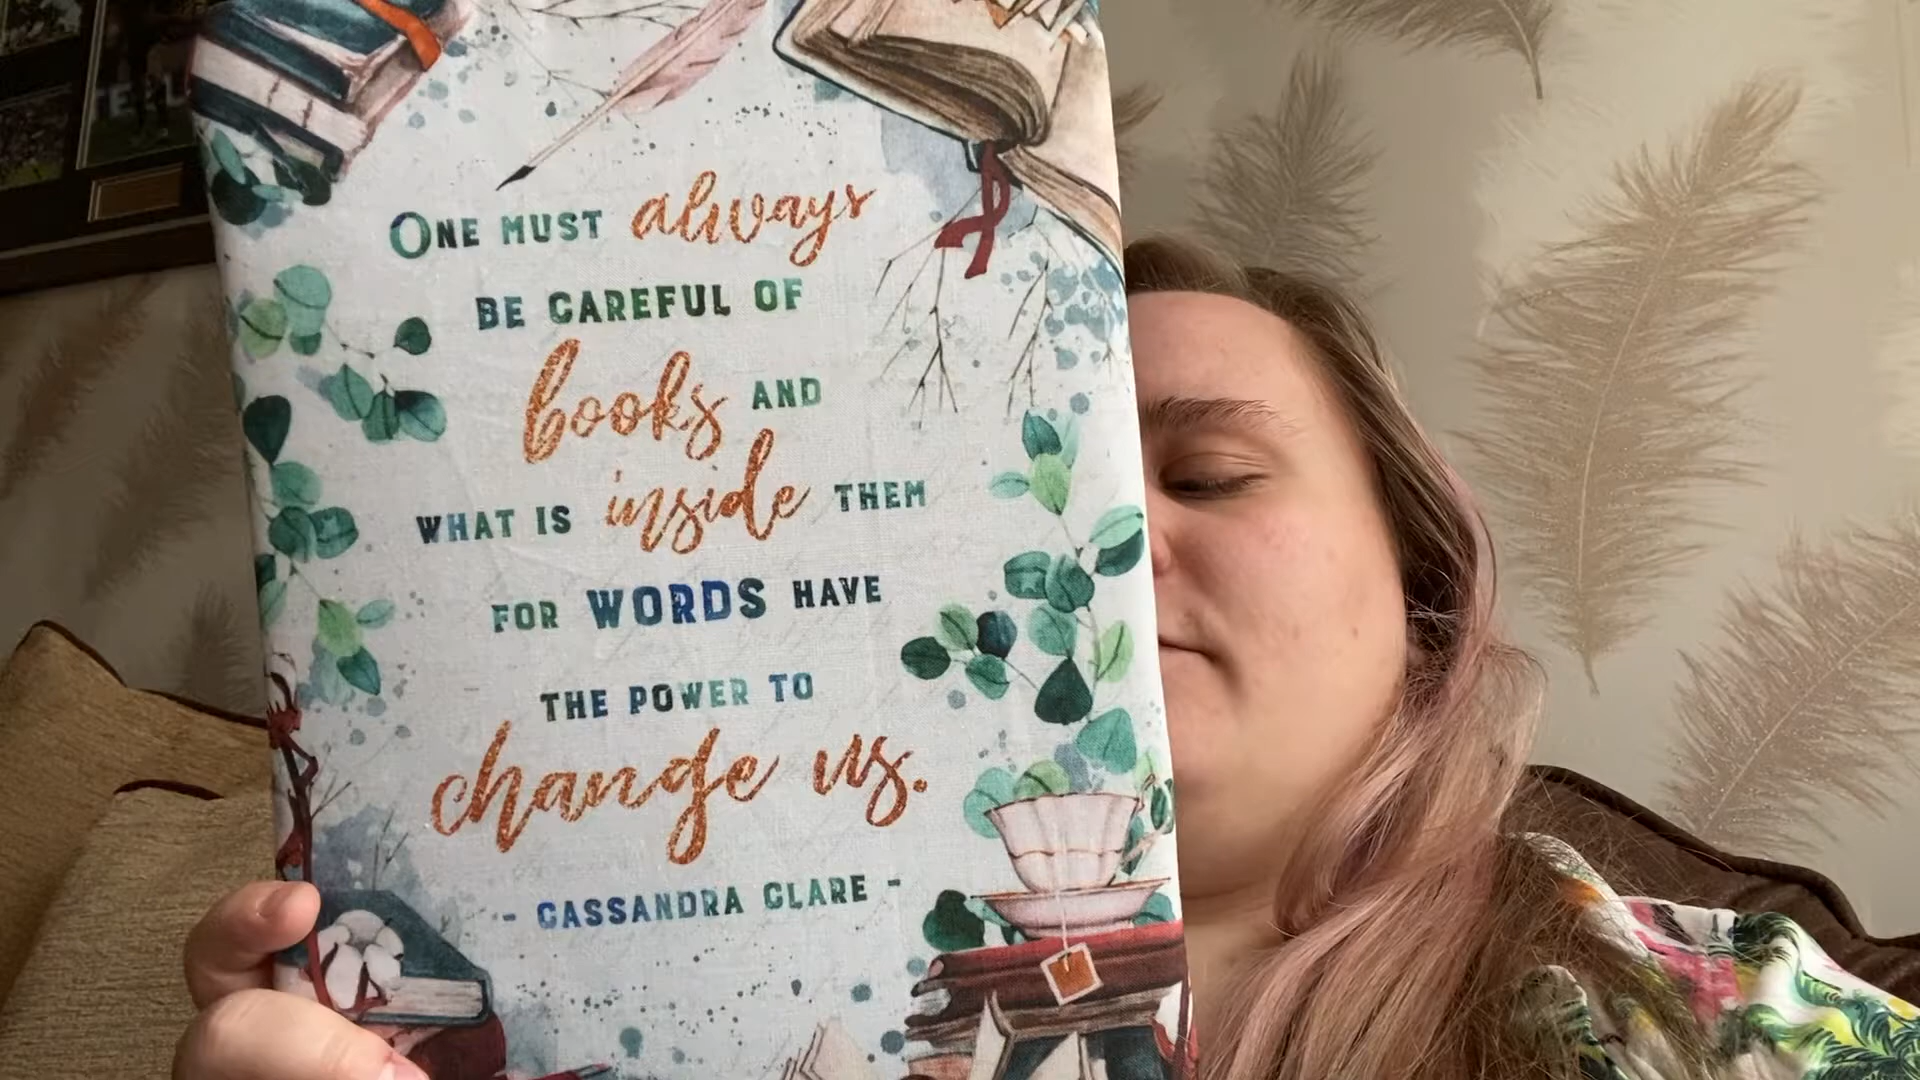 ONE MUST always
BE CAREFUL OF
books AND
WHAT IS inside THEM
FOR WORDS HAVE
THE POWER TO
change us.
- CASSANDRA CLARE -